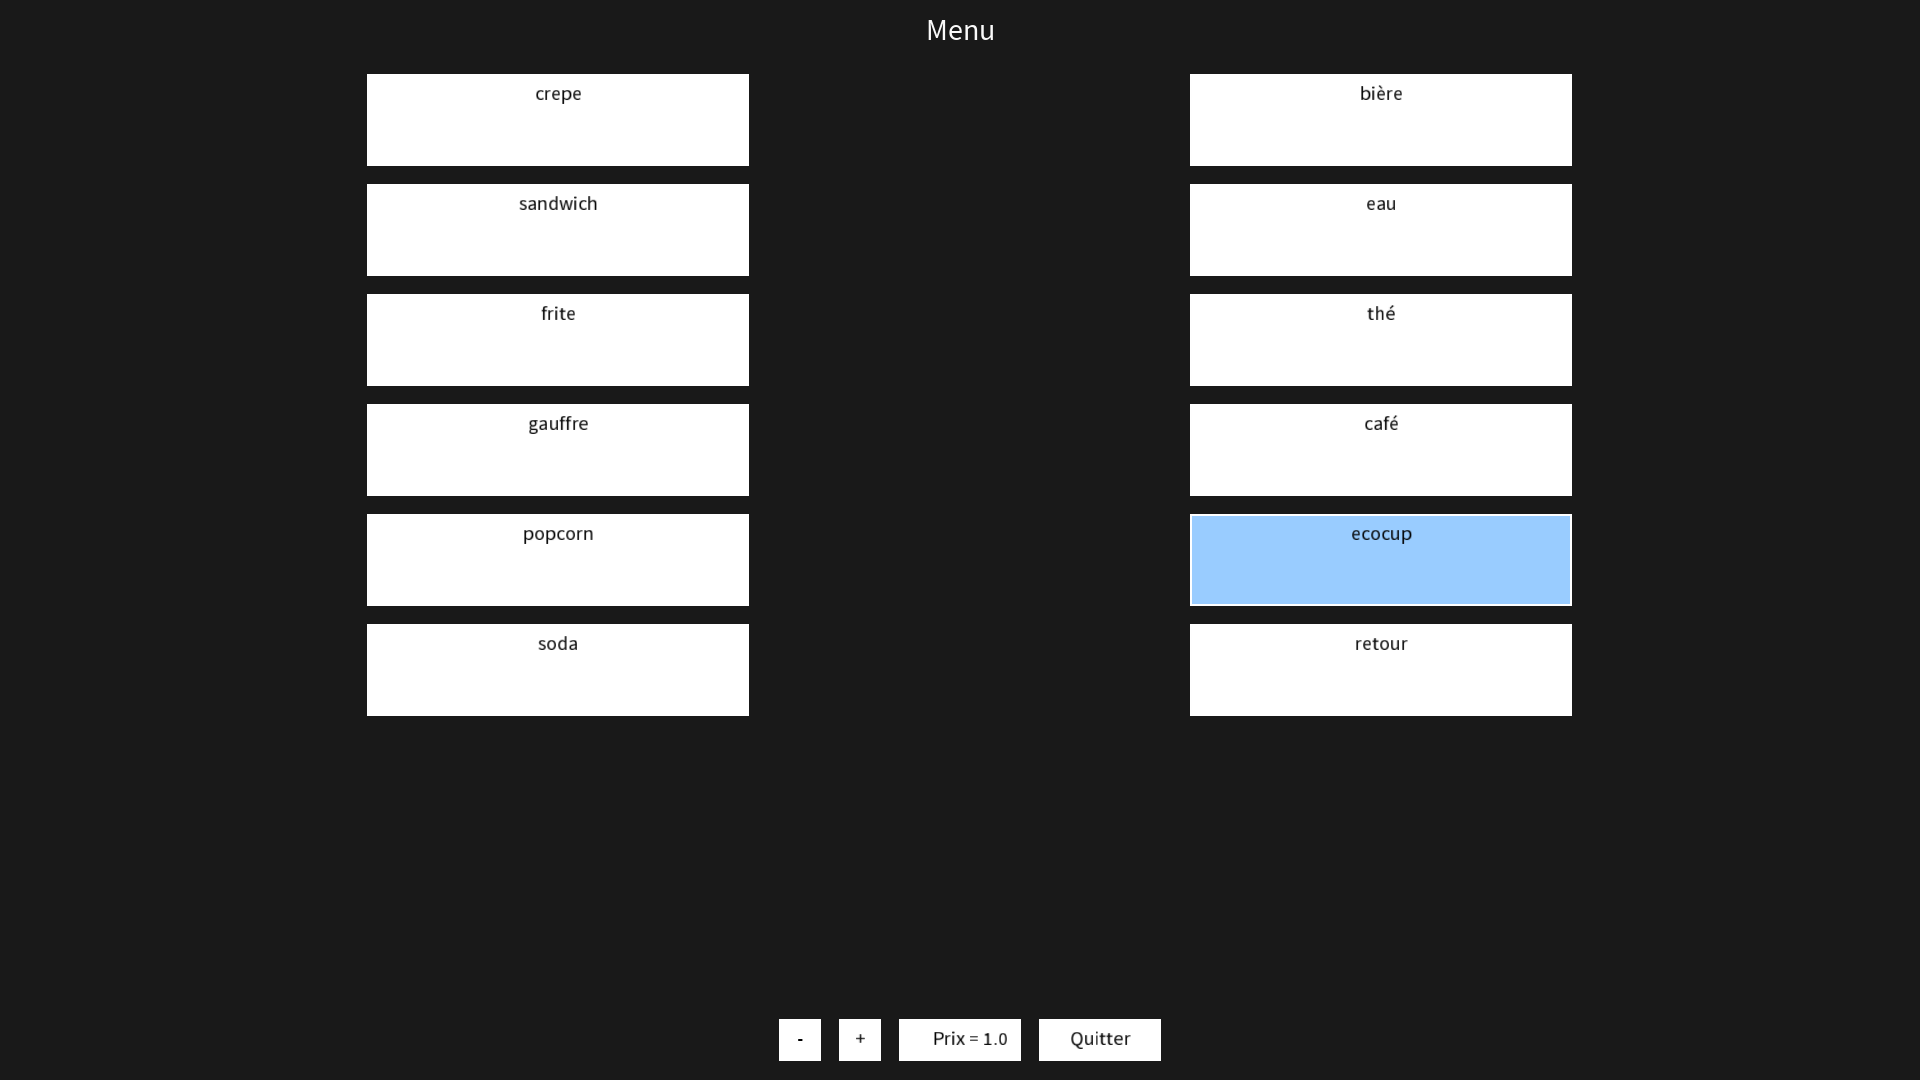 Menu
crepe
sandwich
frite
gauffre
popcorn
soda
bière
eau
thé
café
ecocup
retour
-
+
Prix = 1.0
Quitter